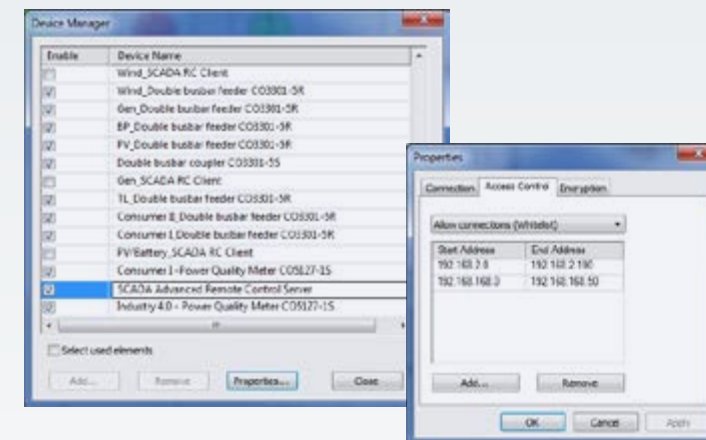 Device Manager
Enable Device Name
Wind_SCADA RC Client
Wind_Double busbar feeder CO3301-5R
Gen_Double busbar feeder CO3301-5R
BP_Double busbar feeder CO3301-5R
PV_Double busbar feeder CO3301-5R
Double busbar coupler CO3301-5S
Gen_SCADA RC Client
TL_Double busbar feeder CO3301-5R
Consumer II_Double busbar feeder CO3301-5R
Consumer I_Double busbar feeder CO3301-5R
PV/Battery_SCADA RC Client
Consumer I -Power Quality Meter CO5127-1S
SCADA Advanced Remote Control Server
Industry 4.0 - Power Quality Meter CO5127-1S
Select used elements
Add... Remove Properties... Close
Properties
Connection Access Control Encryption
Allow connections (Whitelist)
Start Address End Address
192.168.2.190
192.168.168.0 192.168.168.50
Add... Remove
OK Cancel Apply